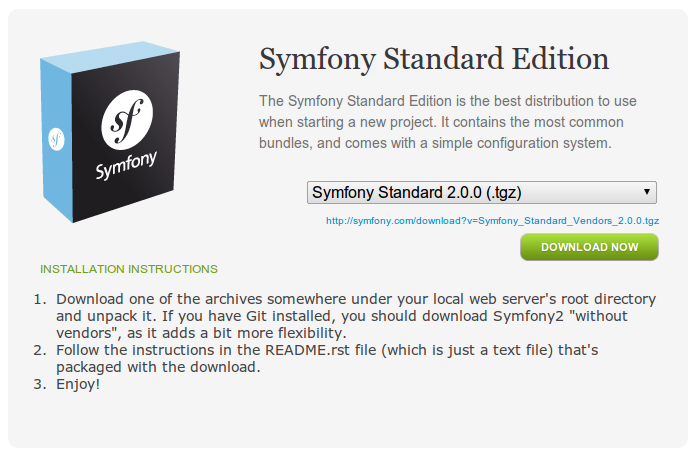 sf
Symfony
sf
Symfony Standard Edition
The Symfony Standard Edition is the best distribution to use
when starting a new project. It contains the most common
bundles, and comes with a simple configuration system.
Symfony Standard 2.0.0 (.tgz)
http://symfony.com/download?v=Symfony_Standard_Vendors_2.0.0.tgz
DOWNLOAD NOW
INSTALLATION INSTRUCTIONS
1. Download one of the archives somewhere under your local web server's root directory
and unpack it. If you have Git installed, you should download Symfony2 "without
vendors", as it adds a bit more flexibility.
2. Follow the instructions in the README.rst file (which is just a text file) that's
packaged with the download.
3. Enjoy!